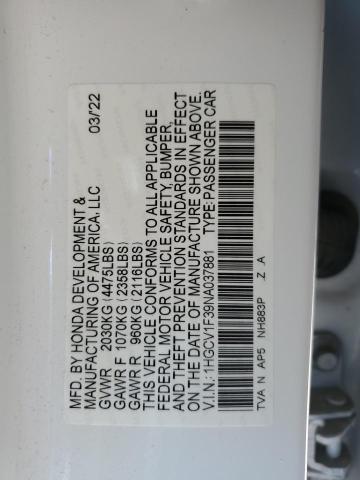 MFD. BY HONDA DEVELOPMENT &
MANUFACTURING OF AMERICA, LLC 03/22
GVWR 2030KG (4475LBS)
GAWR F 1070KG (2358LBS)
GAWR R 960KG (2116LBS)
THIS VEHICLE CONFORMS TO ALL APPLICABLE
FEDERAL MOTOR VEHICLE SAFETY, BUMPER,
AND THEFT PREVENTION STANDARDS IN EFFECT
ON THE DATE OF MANUFACTURE SHOWN ABOVE.
V.I.N.: 1HGCV1F39NA037881 TYPE: PASSENGER CAR
TVA N AP5 NH883P .Z A